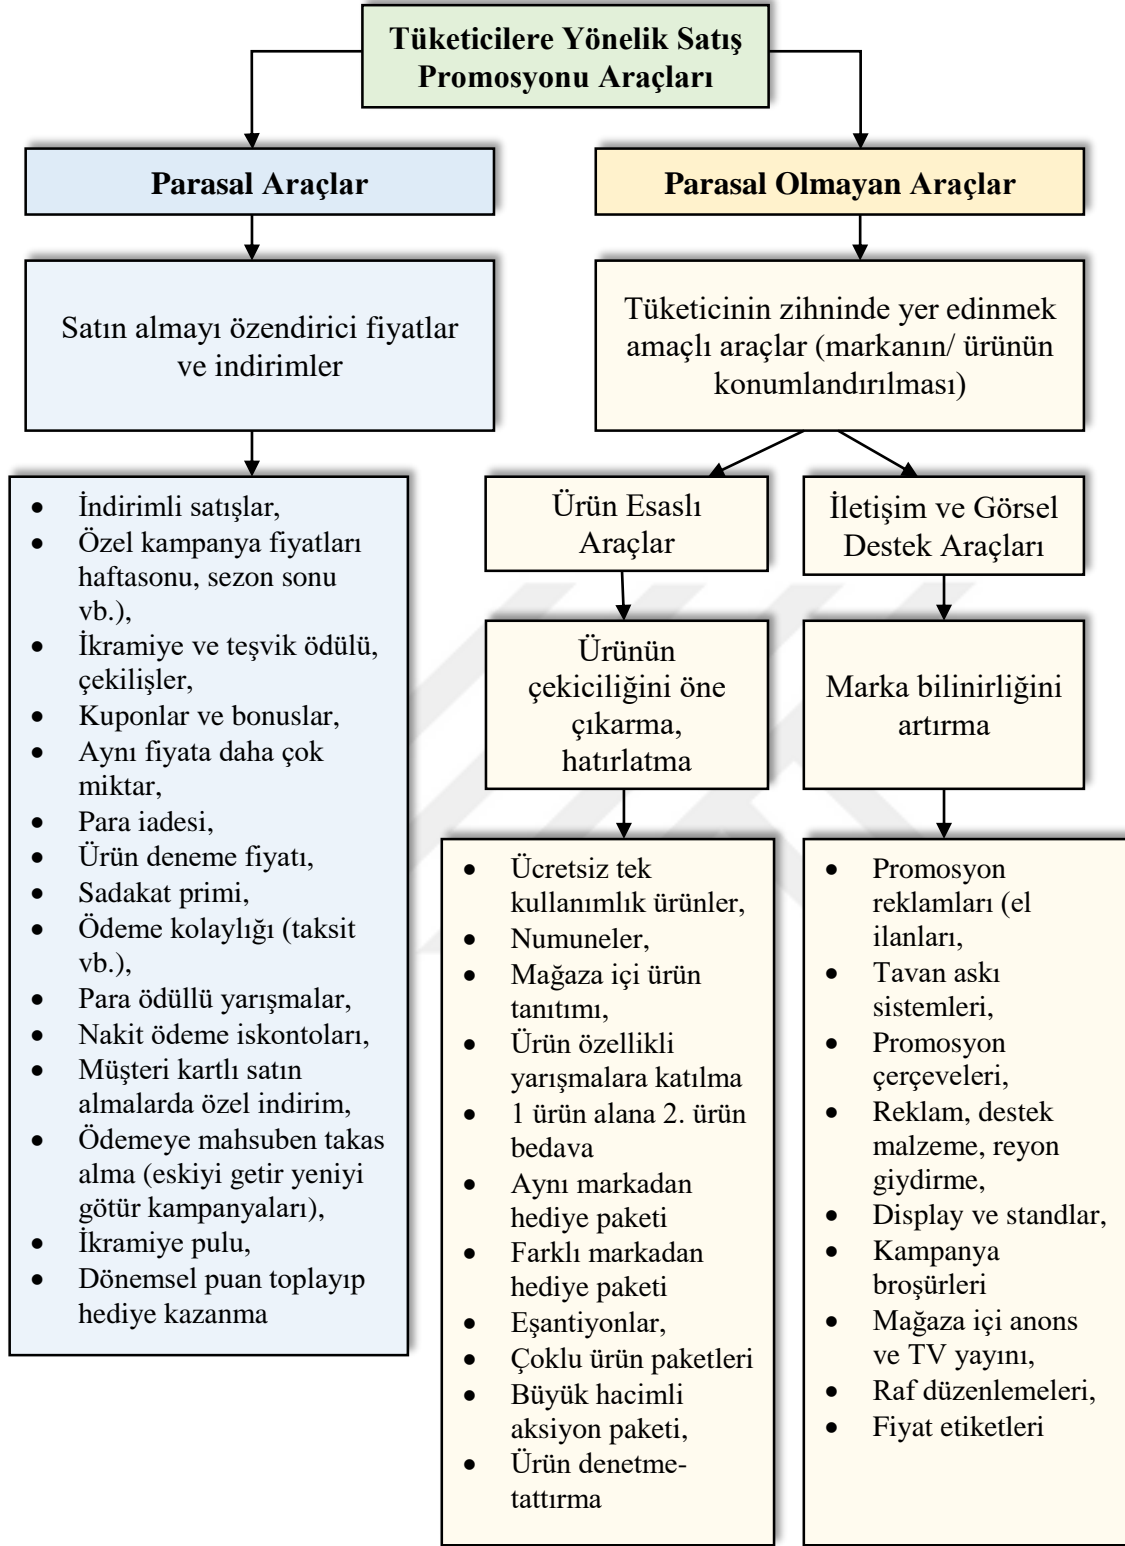 Tüketicilere Yönelik Satış
Promosyonu Araçları
Parasal Araçlar
Parasal Olmayan Araçlar
Satın almayı özendirici fiyatlar
ve indirimler
Tüketicinin zihninde yer edinmek
amaçlı araçlar (markanın/ ürünün
konumlandırılması)
• İndirimli satışlar,
• Özel kampanya fiyatları
haftasonu, sezon sonu
vb.),
• İkramiye ve teşvik ödülü,
çekilişler,
• Kuponlar ve bonuslar,
• Aynı fiyata daha çok
miktar,
• Para iadesi,
• Ürün deneme fiyatı,
• Sadakat primi,
• Ödeme kolaylığı (taksit
vb.),
• Para ödüllü yarışmalar,
• Nakit ödeme iskontoları,
• Müşteri kartlı satın
almalarda özel indirim,
• Ödemeye mahsuben takas
alma (eskiyi getir yeniyi
götür kampanyaları),
• İkramiye pulu,
• Dönemsel puan toplayıp
hediye kazanma
Ürün Esaslı
Araçlar
Ürünün
çekiciliğini öne
çıkarma,
hatırlatma
• Ücretsiz tek
kullanımlık ürünler,
• Numuneler,
• Mağaza içi ürün
tanıtımı,
• Ürün özellikli
yarışmalara katılma
• 1 ürün alana 2. ürün
bedava
• Aynı markadan
hediye paketi
• Farklı markadan
hediye paketi
• Eşantiyonlar,
• Çoklu ürün paketleri
• Büyük hacimli
aksiyon paketi,
• Ürün denetme-
tattırma
İletişim ve Görsel
Destek Araçları
Marka bilinirliğini
artırma
• Promosyon
reklamları (el
ilanları,
• Tavan askı
sistemleri,
• Promosyon
çerçeveleri,
• Reklam, destek
malzeme, reyon
giydirme,
• Display ve standlar,
• Kampanya
broşürleri
• Mağaza içi anons
ve TV yayını,
• Raf düzenlemeleri,
• Fiyat etiketleri